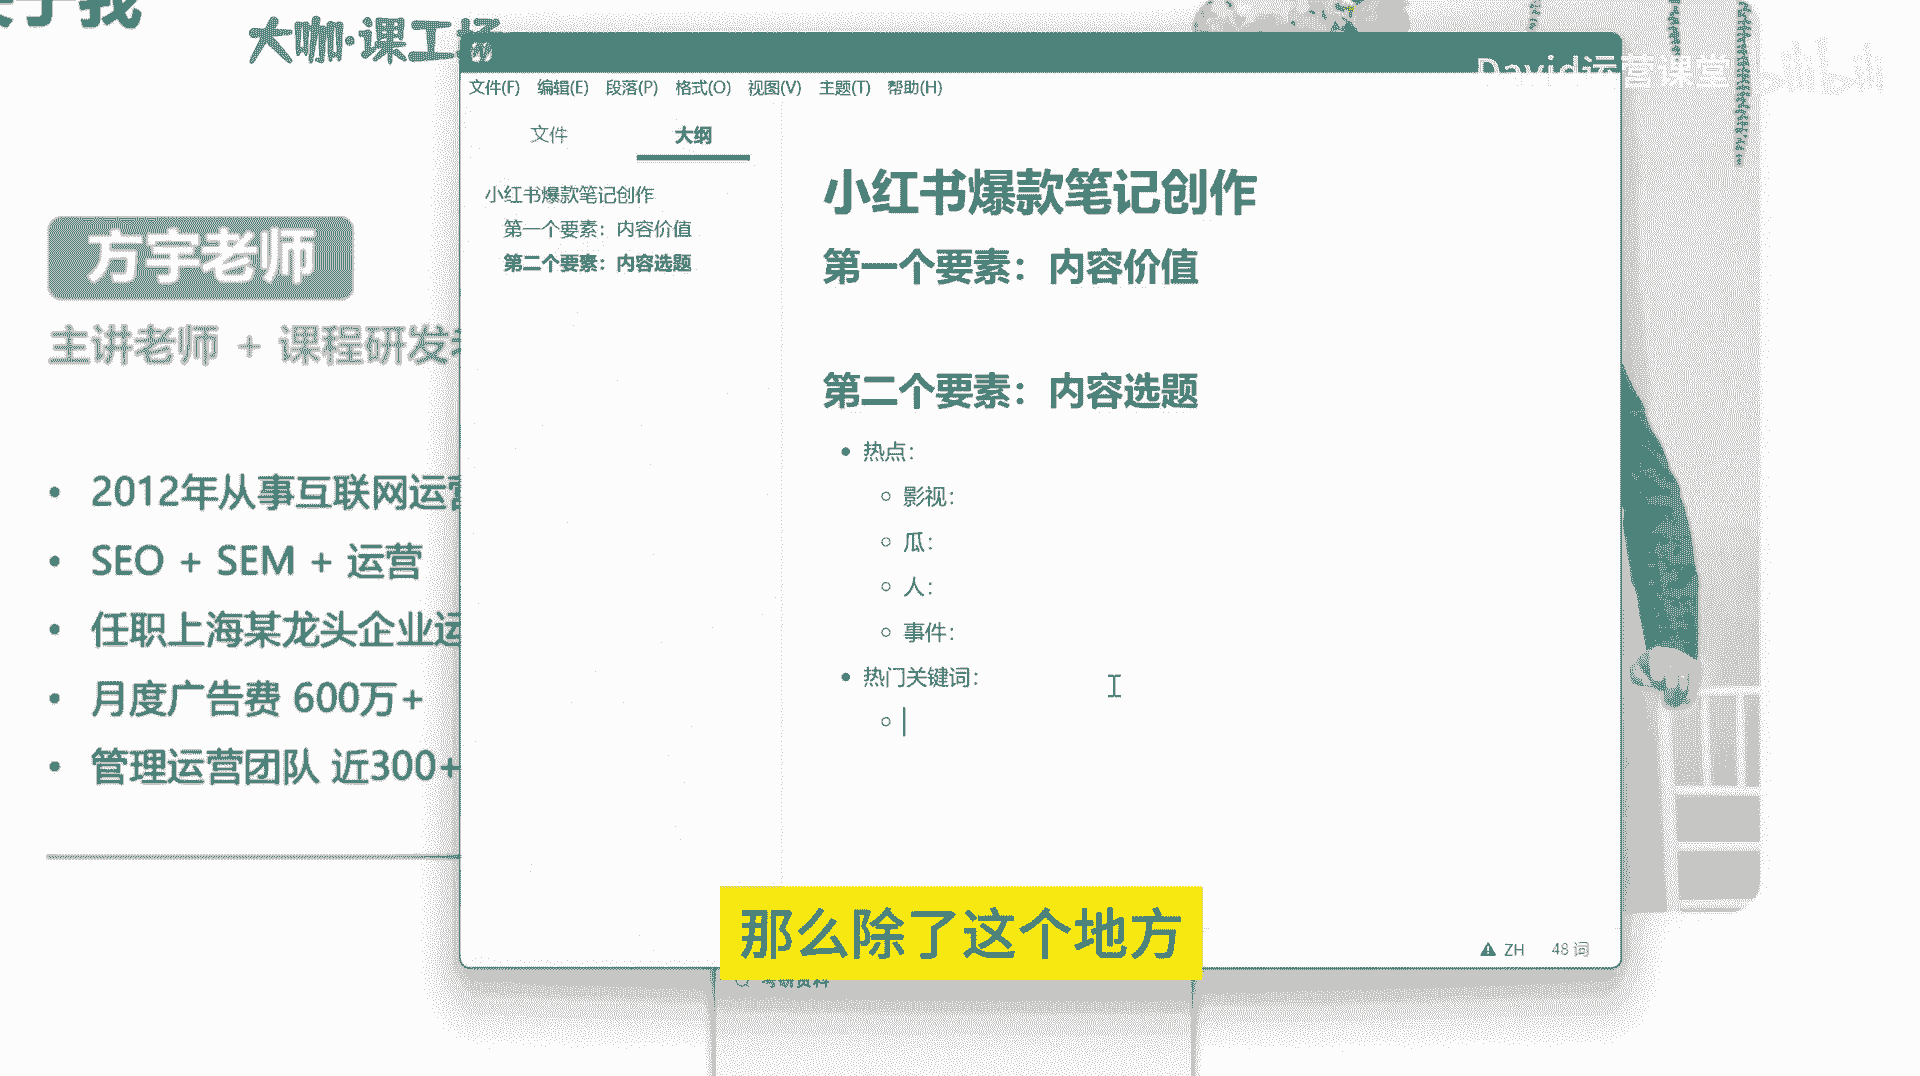 大咖·课工场
David运营课堂
方宇老师
主讲老师 + 课程研发
2012年从事互联网运营
SEO + SEM + 运营
任职上海某龙头企业运
月度广告费 600万+
管理运营团队 近300+
文件(F) 编辑(E) 段落(P) 格式(O) 视图(V) 主题(T) 帮助(H)
文件 大纲
小红书爆款笔记创作
第一个要素：内容价值
第二个要素：内容选题
小红书爆款笔记创作
第一个要素：内容价值
第二个要素：内容选题
热点：
影视：
瓜：
人：
事件：
热门关键词：
ZH 48 词
那么除了这个地方
考研资料